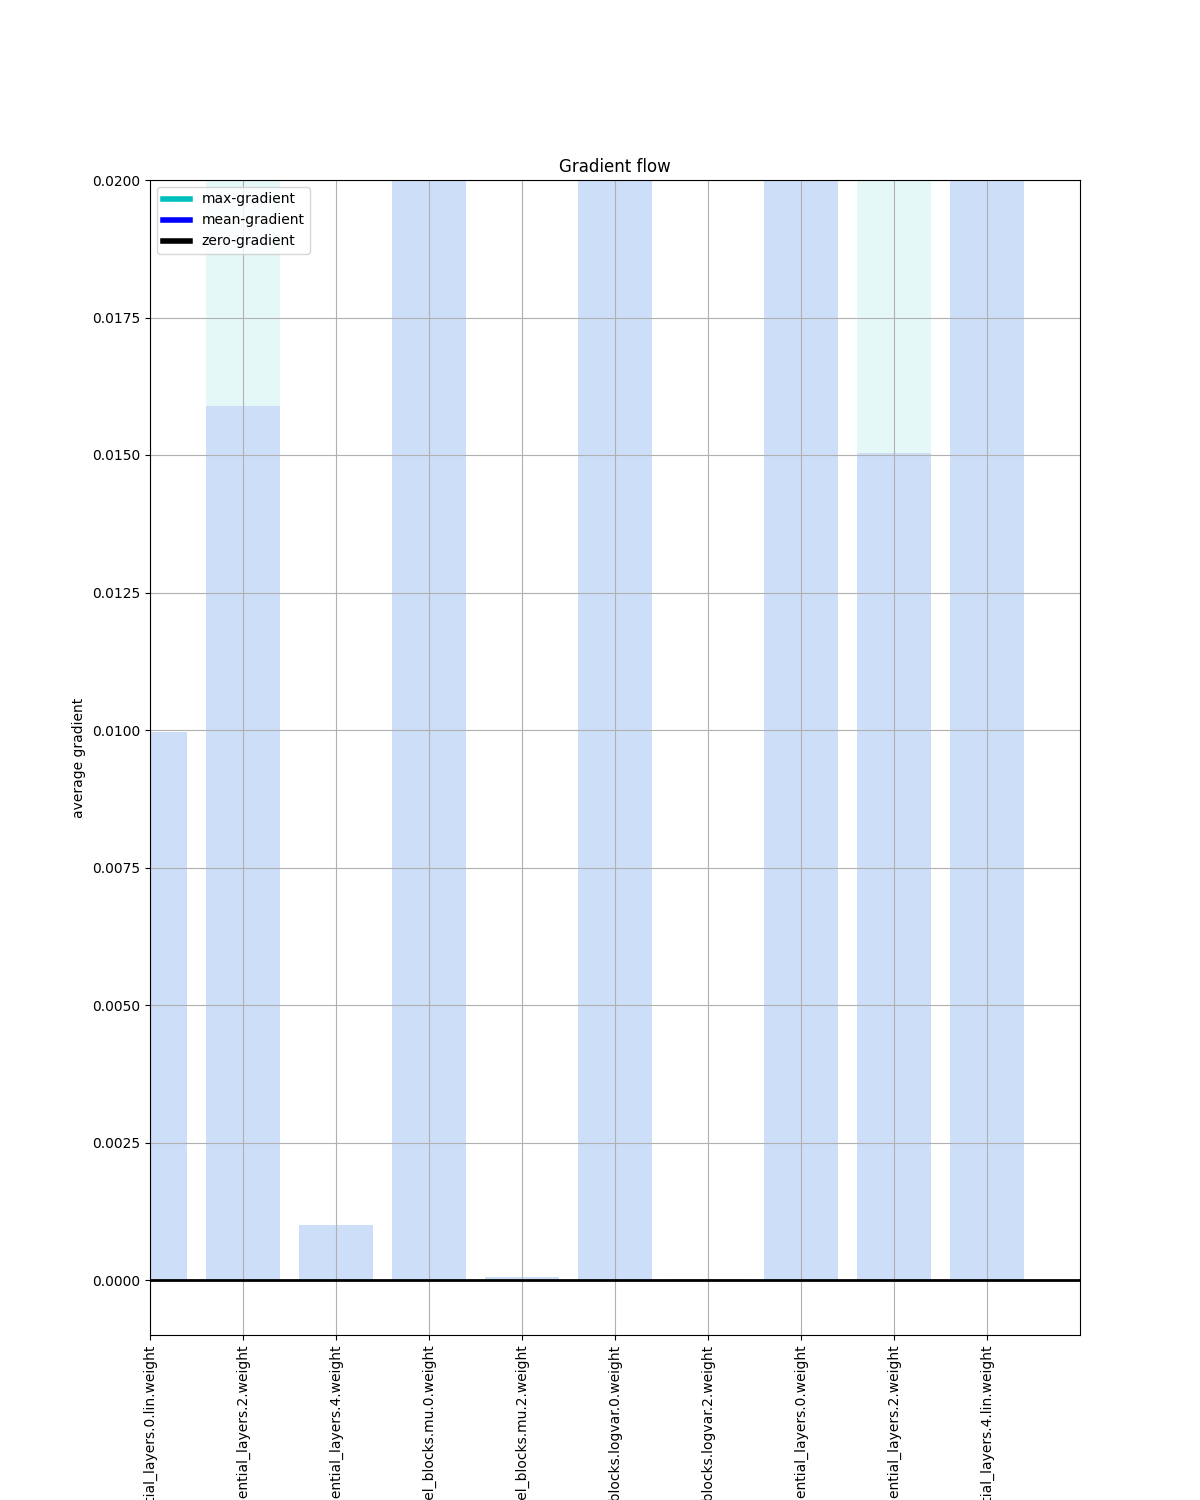 Gradient flow
max-gradient
mean-gradient
zero-gradient
0.0200
0.0175
0.0150
0.0125
0.0100
0.0075
0.0050
0.0025
0.0000
average gradient
tial_layers.0.lin.weight
ential_layers.2.weight
ential_layers.4.weight
el_blocks.mu.0.weight
el_blocks.mu.2.weight
blocks.logvar.0.weight
blocks.logvar.2.weight
ential_layers.0.weight
ential_layers.2.weight
tial_layers.4.lin.weight